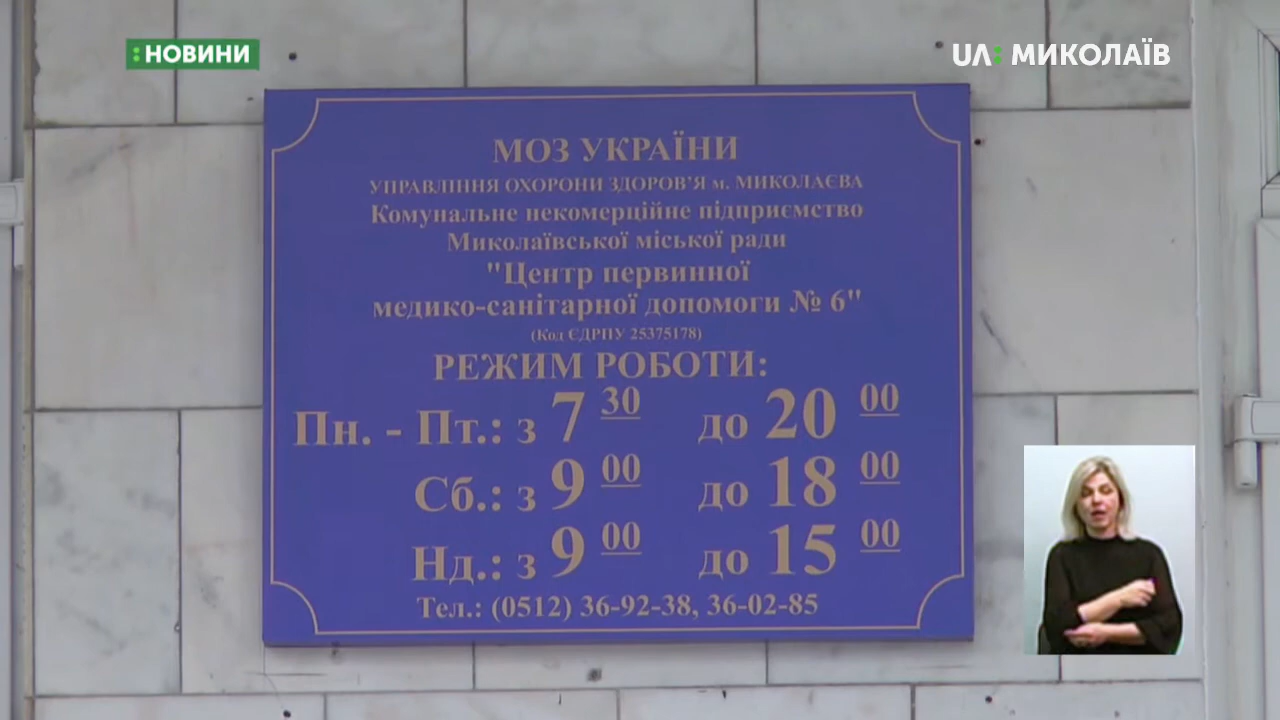 :НОВИНИ
UA: МИКОЛАЇВ
МОЗ УКРАЇНИ
УПРАВЛІННЯ ОХОРОНИ ЗДОРОВ'Я м. МИКОЛАЄВА
Комунальне некомерційне підприємство
Миколаївської міської ради
"Центр первинної
медико-санітарної допомоги № 6"
(Код ЄДРПУ 25375178)
РЕЖИМ РОБОТИ:
Пн. - Пт.: з 7 30 до 20 00
Сб.: з 9 00 до 18 00
Нд.: з 9 00 до 15 00
Тел.: (0512) 36-92-38, 36-02-85